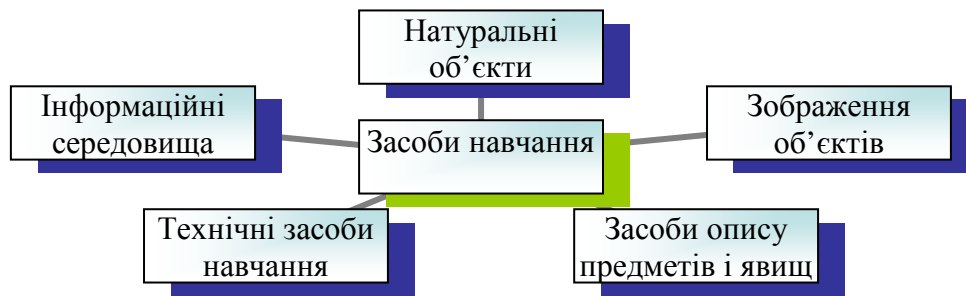 Натуральні
об’єкти
Інформаційні
середовища
Засоби навчання
Зображення
об’єктів
Технічні засоби
навчання
Засоби опису
предметів і явищ